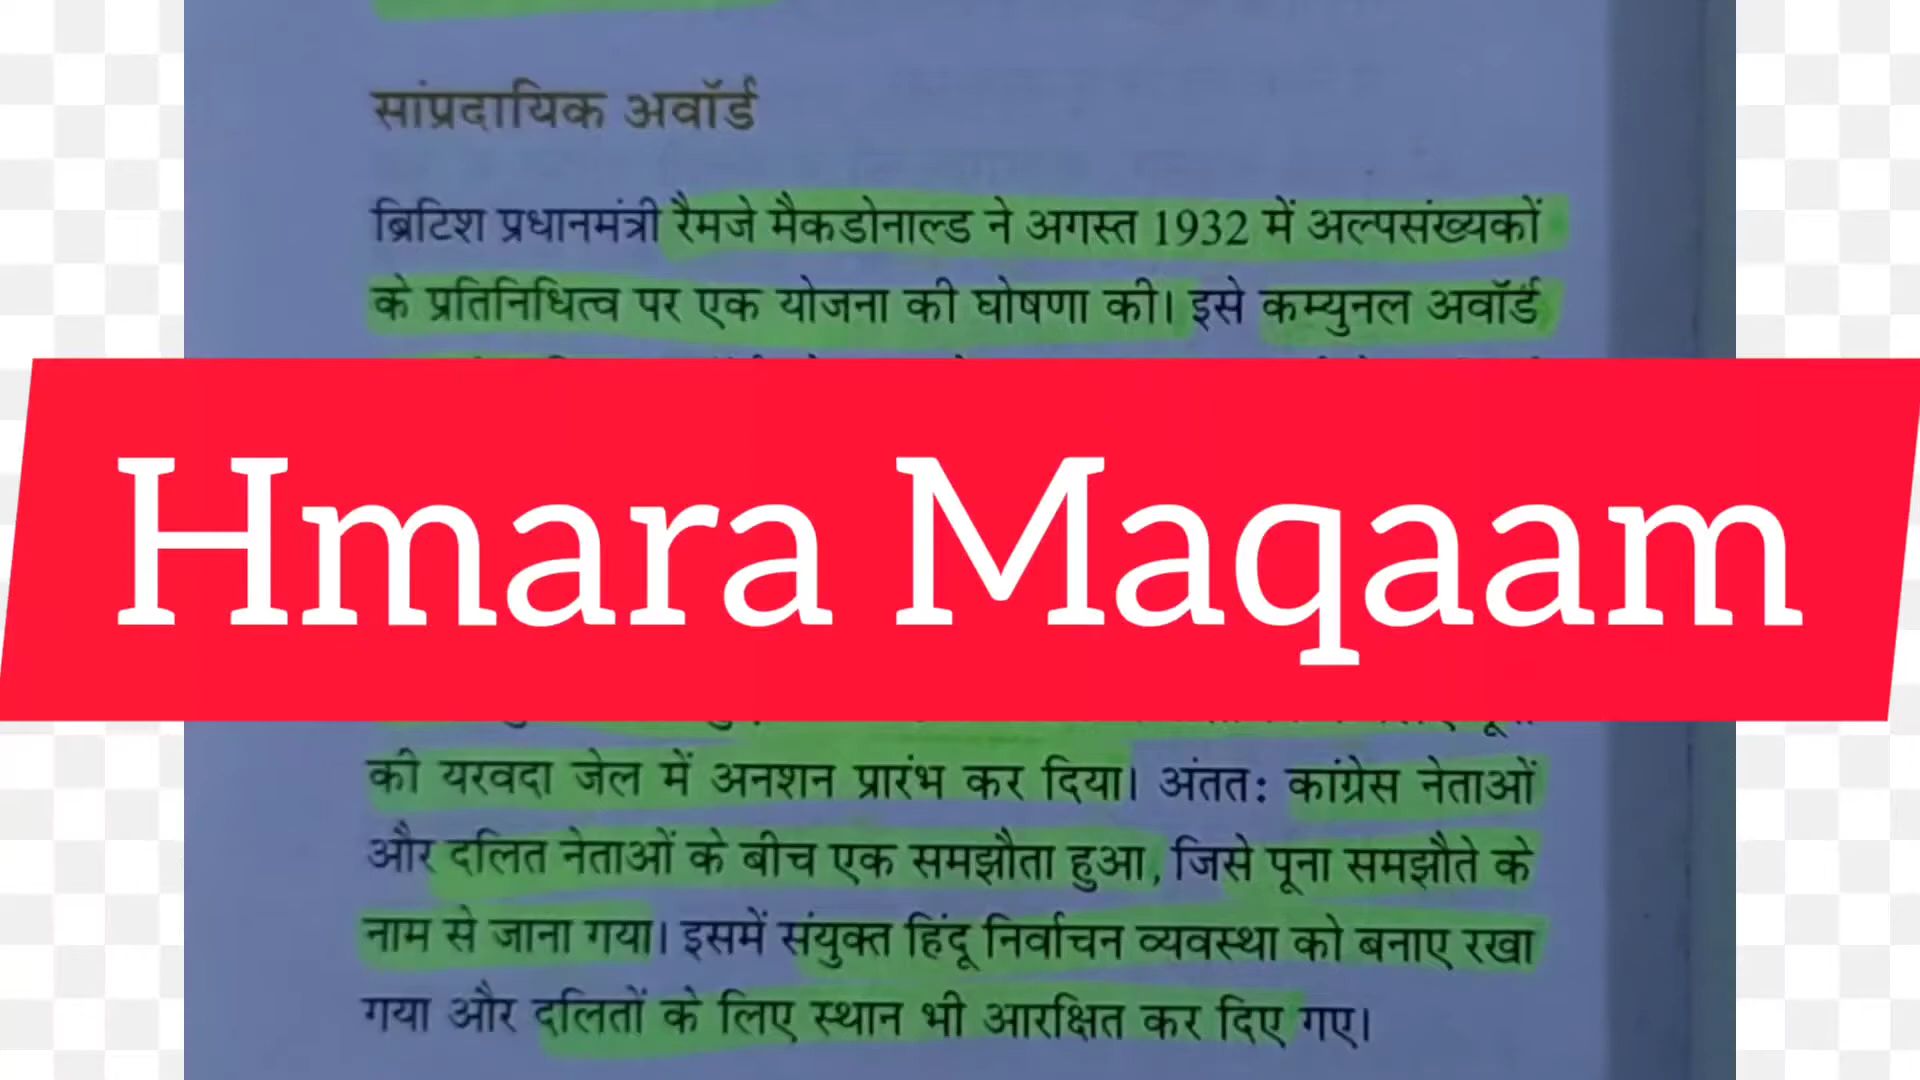 सांप्रदायिक अवॉर्ड
ब्रिटिश प्रधानमंत्री रैमजे मैकडोनाल्ड ने अगस्त 1932 में अल्पसंख्यकों
के प्रतिनिधित्व पर एक योजना की घोषणा की। इसे कम्युनल अवॉर्ड
Hmara Maqaam
की यरवदा जेल में अनशन प्रारंभ कर दिया। अंततः कांग्रेस नेताओं
और दलित नेताओं के बीच एक समझौता हुआ, जिसे पूना समझौते के
नाम से जाना गया। इसमें संयुक्त हिंदू निर्वाचन व्यवस्था को बनाए रखा
गया और दलितों के लिए स्थान भी आरक्षित कर दिए गए।